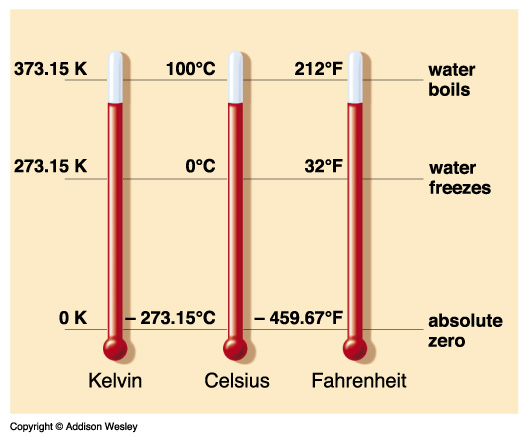 373.15 K 100°C 212°F water
boils
273.15 K 0°C 32°F water
freezes
0 K – 273.15°C – 459.67°F absolute
zero
Kelvin Celsius Fahrenheit
Copyright © Addison Wesley